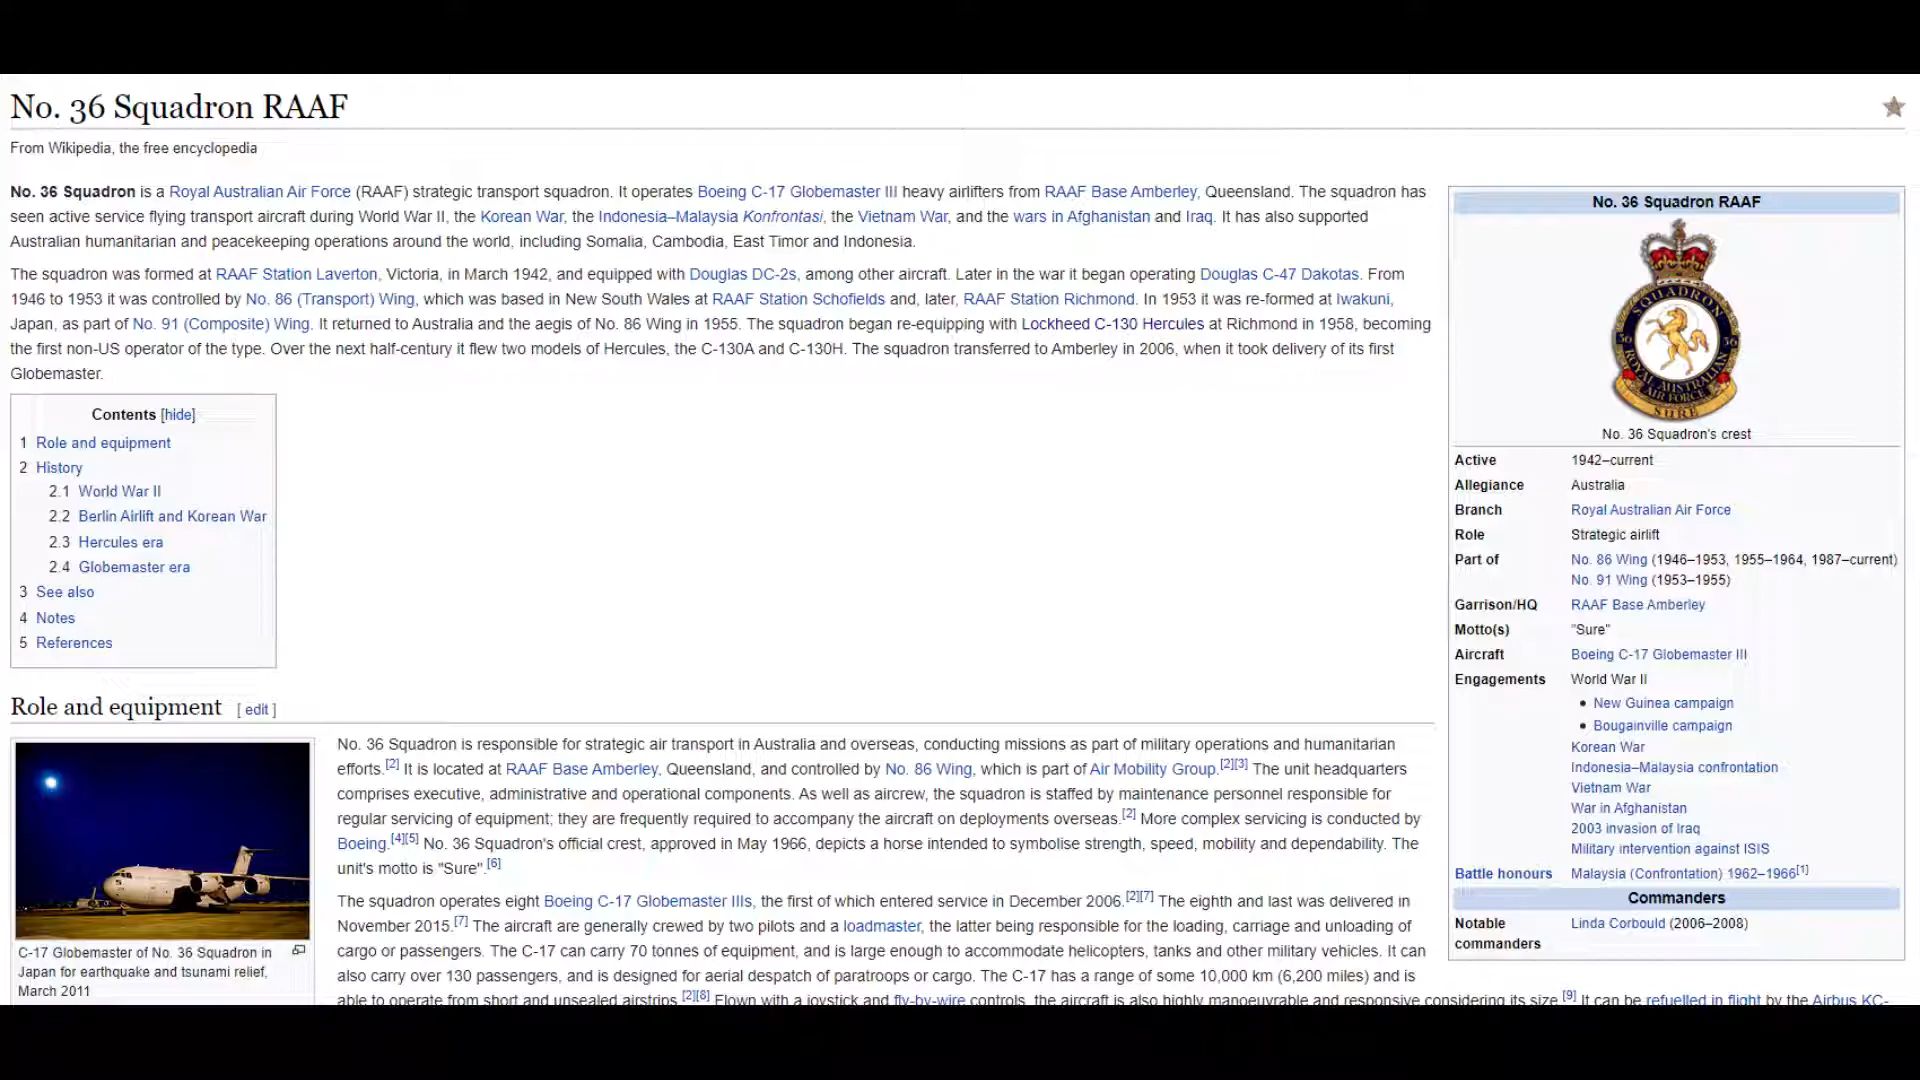 No. 36 Squadron RAAF
From Wikipedia, the free encyclopedia
No. 36 Squadron is a Royal Australian Air Force (RAAF) strategic transport squadron. It operates Boeing C-17 Globemaster III heavy airlifters from RAAF Base Amberley, Queensland. The squadron has
seen active service flying transport aircraft during World War II, the Korean War, the Indonesia–Malaysia Konfrontasi, the Vietnam War, and the wars in Afghanistan and Iraq. It has also supported
Australian humanitarian and peacekeeping operations around the world, including Somalia, Cambodia, East Timor and Indonesia.
The squadron was formed at RAAF Station Laverton, Victoria, in March 1942, and equipped with Douglas DC-2s, among other aircraft. Later in the war it began operating Douglas C-47 Dakotas. From
1946 to 1953 it was controlled by No. 86 (Transport) Wing, which was based in New South Wales at RAAF Station Schofields and, later, RAAF Station Richmond. In 1953 it was re-formed at Iwakuni,
Japan, as part of No. 91 (Composite) Wing. It returned to Australia and the aegis of No. 86 Wing in 1955. The squadron began re-equipping with Lockheed C-130 Hercules at Richmond in 1958, becoming
the first non-US operator of the type. Over the next half-century it flew two models of Hercules, the C-130A and C-130H. The squadron transferred to Amberley in 2006, when it took delivery of its first
Globemaster.
Contents [hide]
1 Role and equipment
2 History
2.1 World War II
2.2 Berlin Airlift and Korean War
2.3 Hercules era
2.4 Globemaster era
3 See also
4 Notes
5 References
Role and equipment [ edit ]
C-17 Globemaster of No. 36 Squadron in
Japan for earthquake and tsunami relief,
March 2011
No. 36 Squadron is responsible for strategic air transport in Australia and overseas, conducting missions as part of military operations and humanitarian
efforts.[2] It is located at RAAF Base Amberley, Queensland, and controlled by No. 86 Wing, which is part of Air Mobility Group.[2][3] The unit headquarters
comprises executive, administrative and operational components. As well as aircrew, the squadron is staffed by maintenance personnel responsible for
regular servicing of equipment; they are frequently required to accompany the aircraft on deployments overseas.[2] More complex servicing is conducted by
Boeing.[4][5] No. 36 Squadron's official crest, approved in May 1966, depicts a horse intended to symbolise strength, speed, mobility and dependability. The
unit's motto is "Sure".[6]
The squadron operates eight Boeing C-17 Globemaster IIIs, the first of which entered service in December 2006.[2][7] The eighth and last was delivered in
November 2015.[7] The aircraft are generally crewed by two pilots and a loadmaster, the latter being responsible for the loading, carriage and unloading of
cargo or passengers. The C-17 can carry 70 tonnes of equipment, and is large enough to accommodate helicopters, tanks and other military vehicles. It can
also carry over 130 passengers, and is designed for aerial despatch of paratroops or cargo. The C-17 has a range of some 10,000 km (6,200 miles) and is
able to operate from short and unsealed airstrips.[2][8] Flown with a joystick and fly-by-wire controls, the aircraft is also highly manoeuvrable and responsive considering its size.[9] It can be refuelled in flight by the Airbus KC-
No. 36 Squadron RAAF
SQUADRON
36 36
ROYAL AUSTRALIAN
AIR FORCE
SURE
No. 36 Squadron's crest
Active 1942–current
Allegiance Australia
Branch Royal Australian Air Force
Role Strategic airlift
Part of No. 86 Wing (1946–1953, 1955–1964, 1987–current)
No. 91 Wing (1953–1955)
Garrison/HQ RAAF Base Amberley
Motto(s) "Sure"
Aircraft Boeing C-17 Globemaster III
Engagements World War II
• New Guinea campaign
• Bougainville campaign
Korean War
Indonesia–Malaysia confrontation
Vietnam War
War in Afghanistan
2003 invasion of Iraq
Military intervention against ISIS
Battle honours Malaysia (Confrontation) 1962–1966[1]
Commanders
Notable Linda Corbould (2006–2008)
commanders